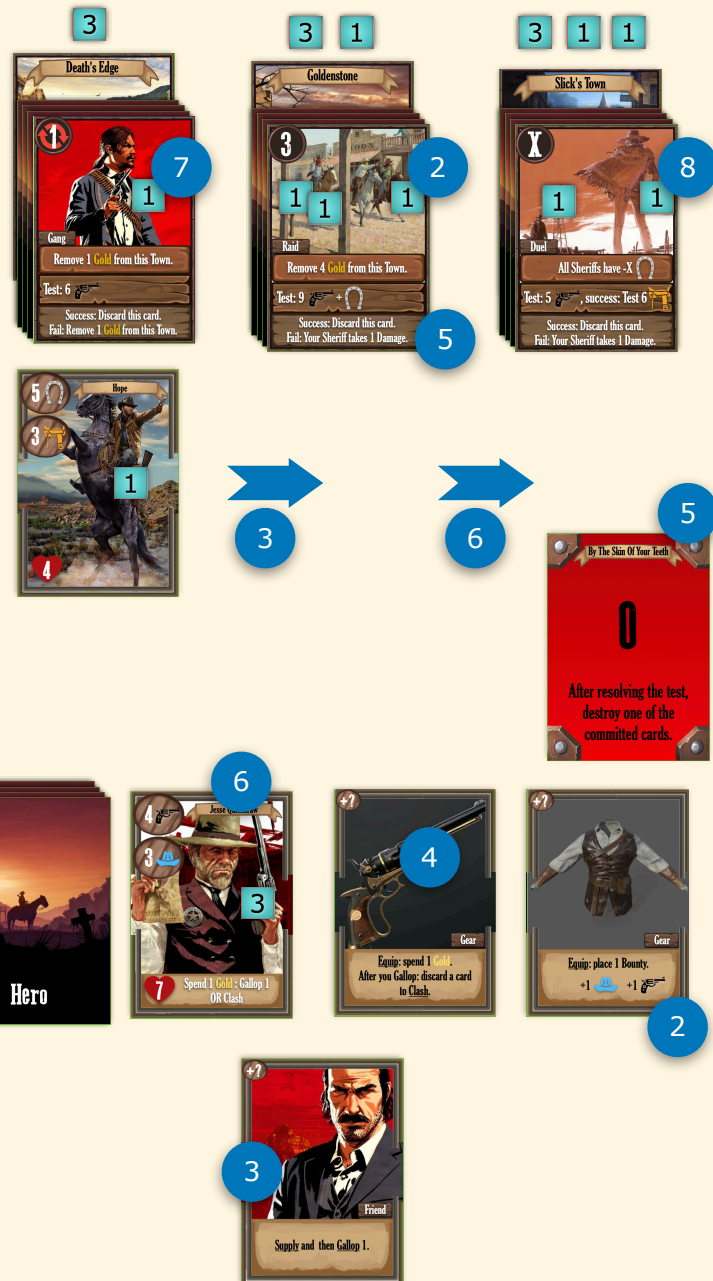 3
3 1
3 1 1
Death's Edge
Goldenstone
Slick's Town
1
7
1
Gang
Remove 1 Gold from this Town.
Test: 6
Success: Discard this card.
Fail: Remove 1 Gold from this Town.
3
2
1
1
1
Raid
Remove 4 Gold from this Town.
Test: 9 +
Success: Discard this card.
Fail: Your Sheriff takes 1 Damage.
5
X
8
1
1
Duel
All Sheriffs have -X
Test: 5 , success: Test 6
Success: Discard this card.
Fail: Your Sheriff takes 1 Damage.
5
Hope
3
1
4
3
6
5
By The Skin Of Your Teeth
0
After resolving the test,
destroy one of the
committed cards.
Hero
6
4
Jesse
3
3
7
Spend 1 Gold : Gallop 1
OR Clash
+?
4
Gear
Equip: spend 1 Gold.
After you Gallop: discard a card
to Clash.
+?
Gear
Equip: place 1 Bounty.
+1 +1
2
+?
3
Friend
Supply and then Gallop 1.